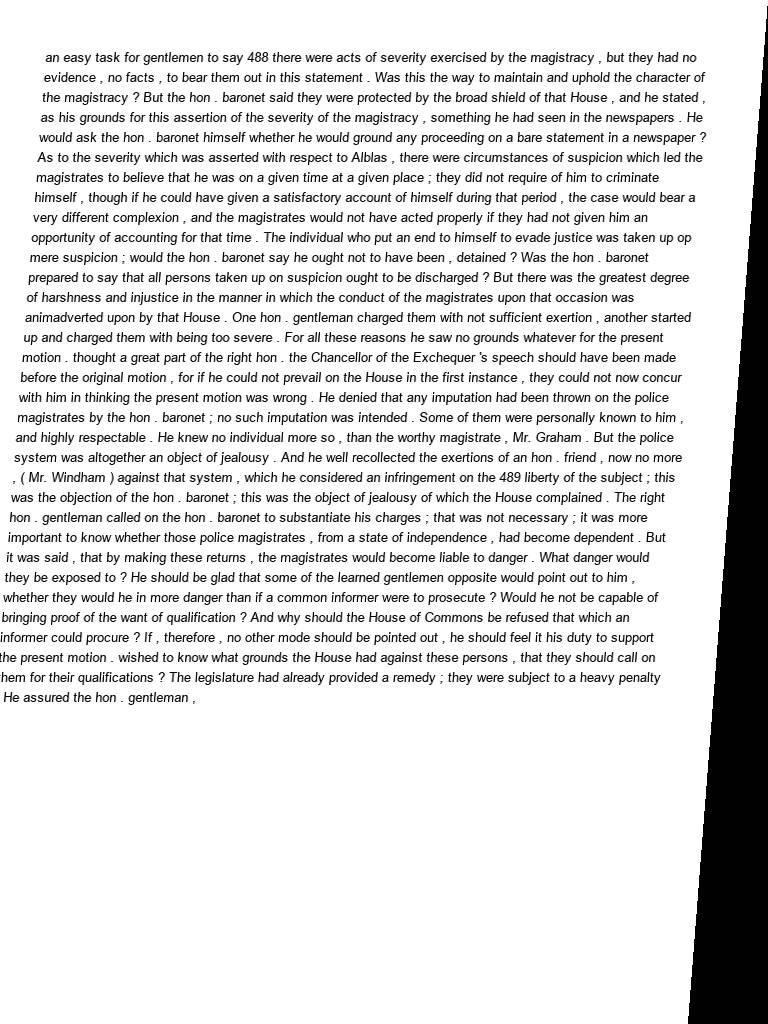 an easy task for gentlemen to say 488 there were acts of severity exercised by the magistracy , but they had no
evidence , no facts , to bear them out in this statement . Was this the way to maintain and uphold the character of
the magistracy ? But the hon . baronet said they were protected by the broad shield of that House , and he stated ,
as his grounds for this assertion of the severity of the magistracy , something he had seen in the newspapers . He
would ask the hon . baronet himself whether he would ground any proceeding on a bare statement in a newspaper ?
As to the severity which was asserted with respect to Alblas , there were circumstances of suspicion which led the
magistrates to believe that he was on a given time at a given place ; they did not require of him to criminate
himself , though if he could have given a satisfactory account of himself during that period , the case would bear a
very different complexion , and the magistrates would not have acted properly if they had not given him an
opportunity of accounting for that time . The individual who put an end to himself to evade justice was taken up op
mere suspicion ; would the hon . baronet say he ought not to have been , detained ? Was the hon . baronet
prepared to say that all persons taken up on suspicion ought to be discharged ? But there was the greatest degree
of harshness and injustice in the manner in which the conduct of the magistrates upon that occasion was
animadverted upon by that House . One hon . gentleman charged them with not sufficient exertion , another started
up and charged them with being too severe . For all these reasons he saw no grounds whatever for the present
motion . thought a great part of the right hon . the Chancellor of the Exchequer 's speech should have been made
before the original motion , for if he could not prevail on the House in the first instance , they could not now concur
with him in thinking the present motion was wrong . He denied that any imputation had been thrown on the police
magistrates by the hon . baronet ; no such imputation was intended . Some of them were personally known to him ,
and highly respectable . He knew no individual more so , than the worthy magistrate , Mr. Graham . But the police
system was altogether an object of jealousy . And he well recollected the exertions of an hon . friend , now no more
, ( Mr. Windham ) against that system , which he considered an infringement on the 489 liberty of the subject ; this
was the objection of the hon . baronet ; this was the object of jealousy of which the House complained . The right
hon . gentleman called on the hon . baronet to substantiate his charges ; that was not necessary ; it was more
important to know whether those police magistrates , from a state of independence , had become dependent . But
it was said , that by making these returns , the magistrates would become liable to danger . What danger would
they be exposed to ? He should be glad that some of the learned gentlemen opposite would point out to him ,
whether they would he in more danger than if a common informer were to prosecute ? Would he not be capable of
bringing proof of the want of qualification ? And why should the House of Commons be refused that which an
informer could procure ? If , therefore , no other mode should be pointed out , he should feel it his duty to support
the present motion . wished to know what grounds the House had against these persons , that they should call on
them for their qualifications ? The legislature had already provided a remedy ; they were subject to a heavy penalty
He assured the hon . gentleman ,